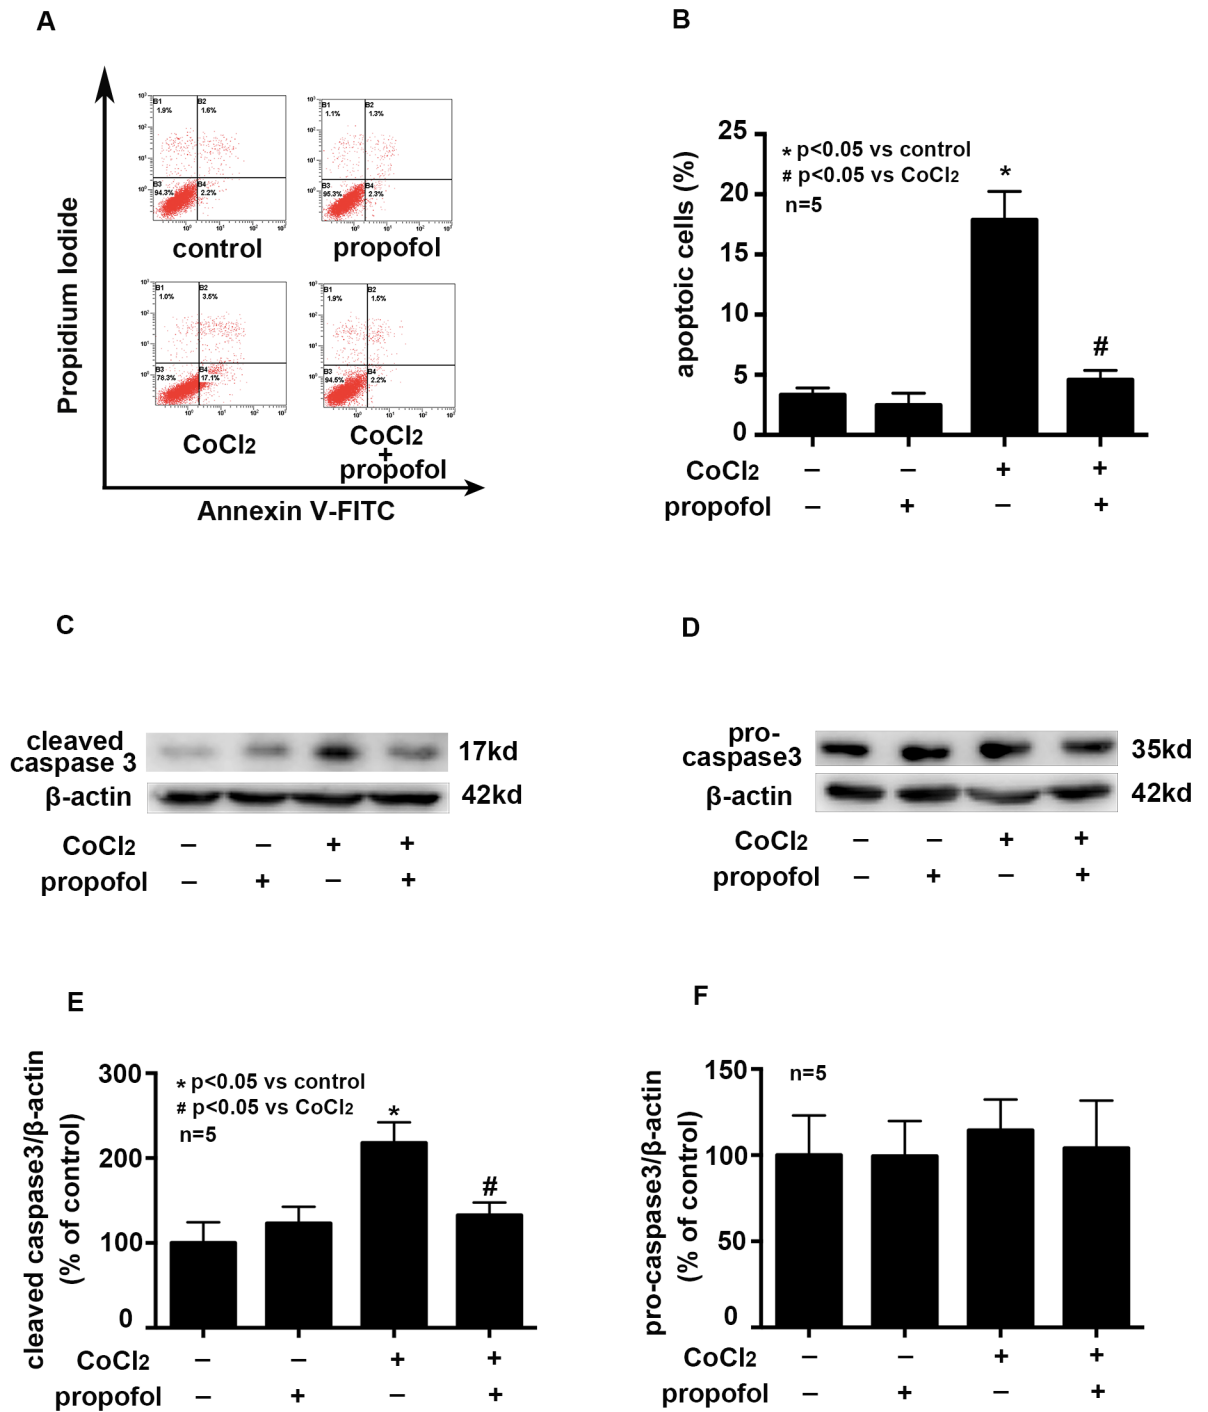 A
B1
1.9%
B2
1.6%
B3
94.3%
B4
2.2%
control
B1
1.1%
B2
1.3%
B3
95.3%
B4
2.3%
propofol
B1
1.0%
B2
3.5%
B3
78.3%
B4
17.1%
CoCl2
B1
1.9%
B2
1.5%
B3
94.5%
B4
2.2%
CoCl2
+
propofol
Propidium Iodide
Annexin V-FITC
B
apoptoic cells (%)
25
20
15
10
5
0
* p<0.05 vs control
# p<0.05 vs CoCl2
n=5
*
#
CoCl2 – – + +
propofol – + – +
C
cleaved
caspase 3
17kd
β-actin
42kd
CoCl2 – – + +
propofol – + – +
D
pro-
caspase3
35kd
β-actin
42kd
CoCl2 – – + +
propofol – + – +
E
cleaved caspase3/β-actin
(% of control)
300
200
100
0
* p<0.05 vs control
# p<0.05 vs CoCl2
n=5
*
#
CoCl2 – – + +
propofol – + – +
F
pro-caspase3/β-actin
(% of control)
150
100
50
0
n=5
CoCl2 – – + +
propofol – + – +